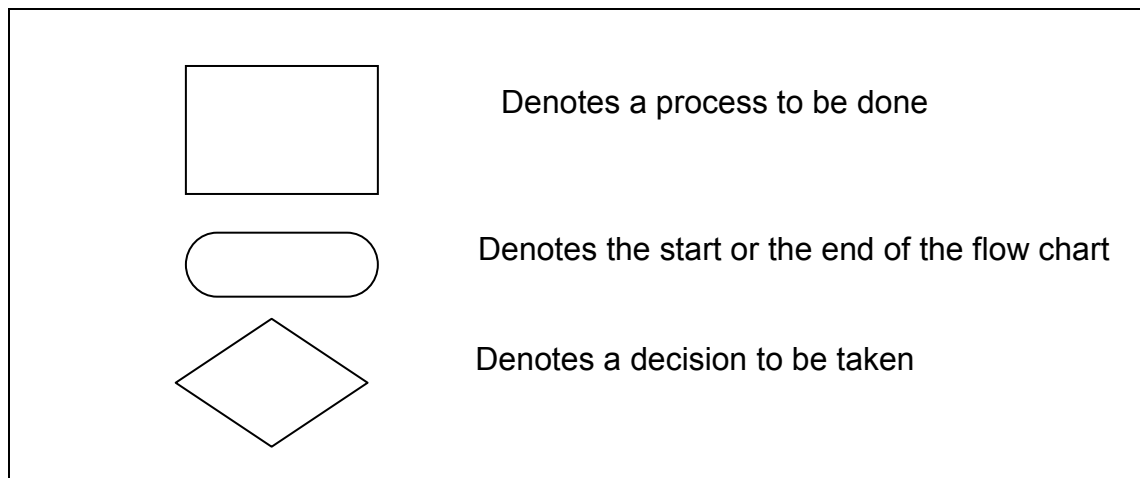 Denotes a process to be done
Denotes the start or the end of the flow chart
Denotes a decision to be taken